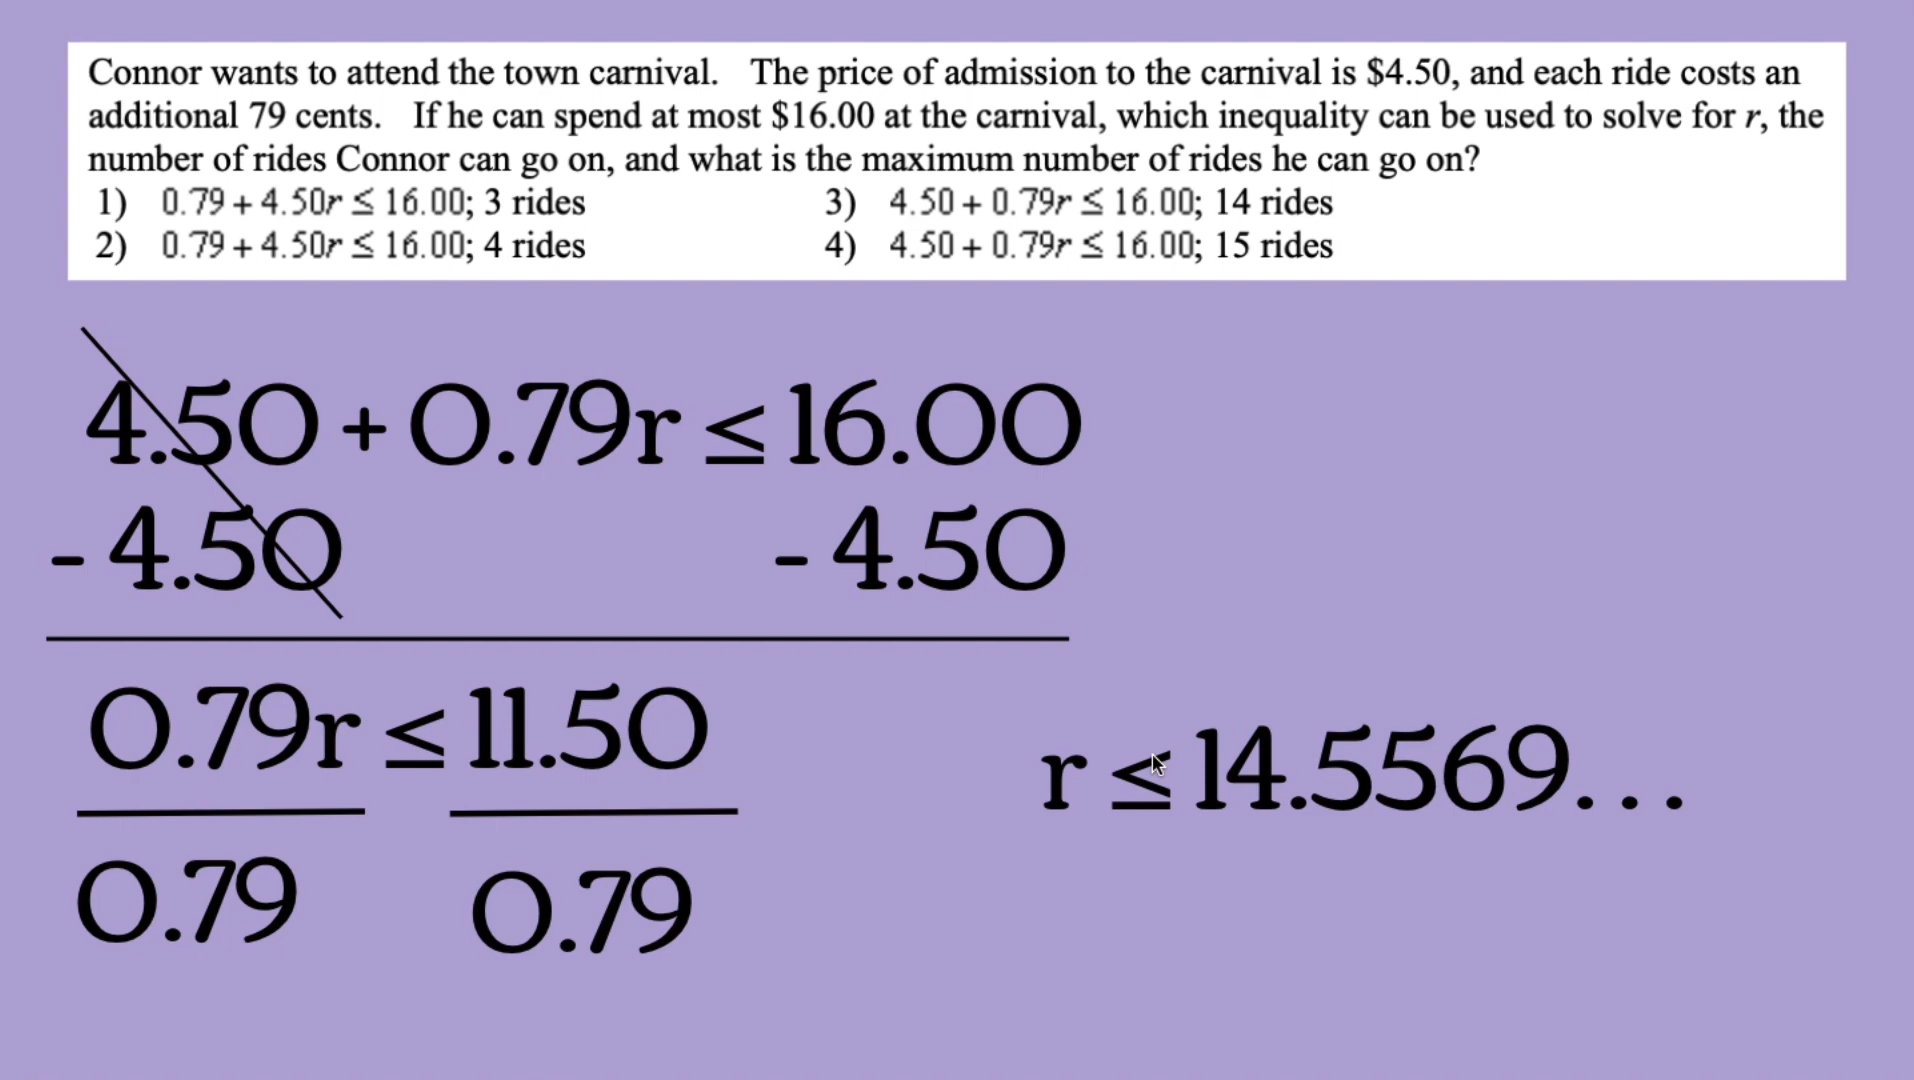 Connor wants to attend the town carnival. The price of admission to the carnival is $4.50, and each ride costs an
additional 79 cents. If he can spend at most $16.00 at the carnival, which inequality can be used to solve for r, the
number of rides Connor can go on, and what is the maximum number of rides he can go on?
1) 0.79 + 4.50r ≤ 16.00; 3 rides
2) 0.79 + 4.50r ≤ 16.00; 4 rides
3) 4.50 + 0.79r ≤ 16.00; 14 rides
4) 4.50 + 0.79r ≤ 16.00; 15 rides
4.50 + 0.79r ≤ 16.00
- 4.50 - 4.50
0.79r ≤ 11.50
0.79 0.79
r ≤ 14.5569...